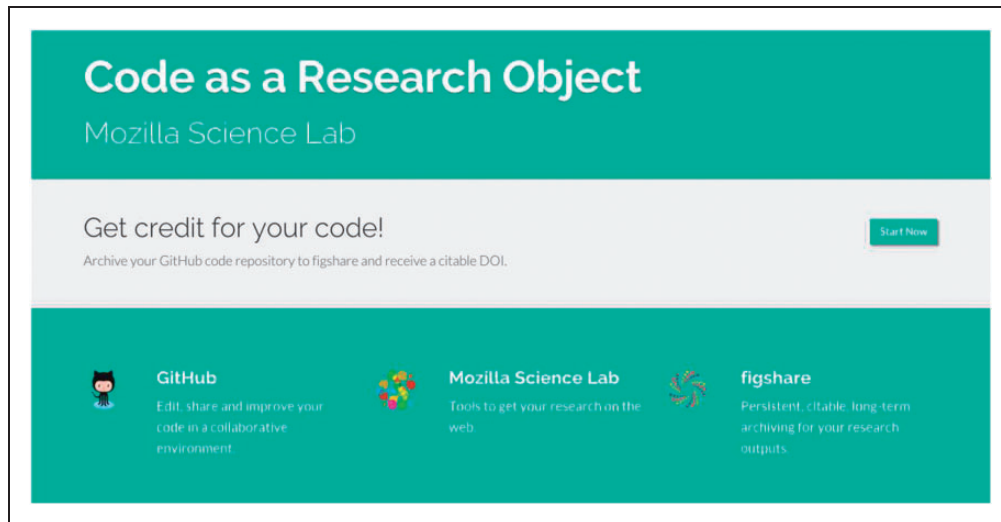 Code as a Research Object
Mozilla Science Lab
Get credit for your code!
Start Now
Archive your GitHub code repository to figshare and receive a citable DOI.
GitHub
Edit, share and improve your
code in a collaborative
environment.
Mozilla Science Lab
Tools to get your research on the
web.
figshare
Persistent, citable, long-term
archiving for your research
outputs.